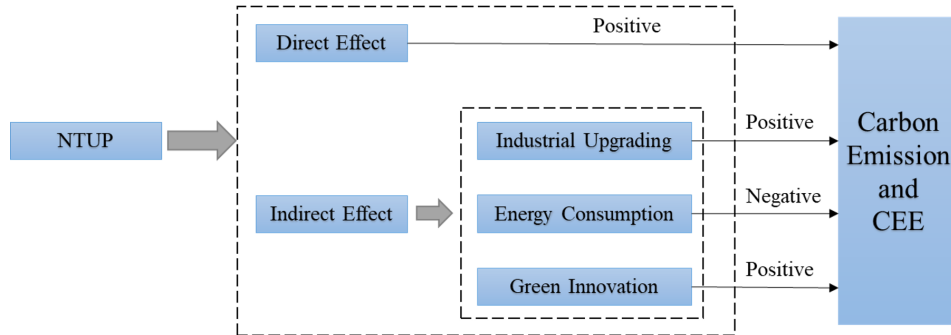 Positive
Direct Effect
NTUP
Industrial Upgrading
Positive
Indirect Effect
Energy Consumption
Negative
Green Innovation
Positive
Carbon
Emission
and
CEE